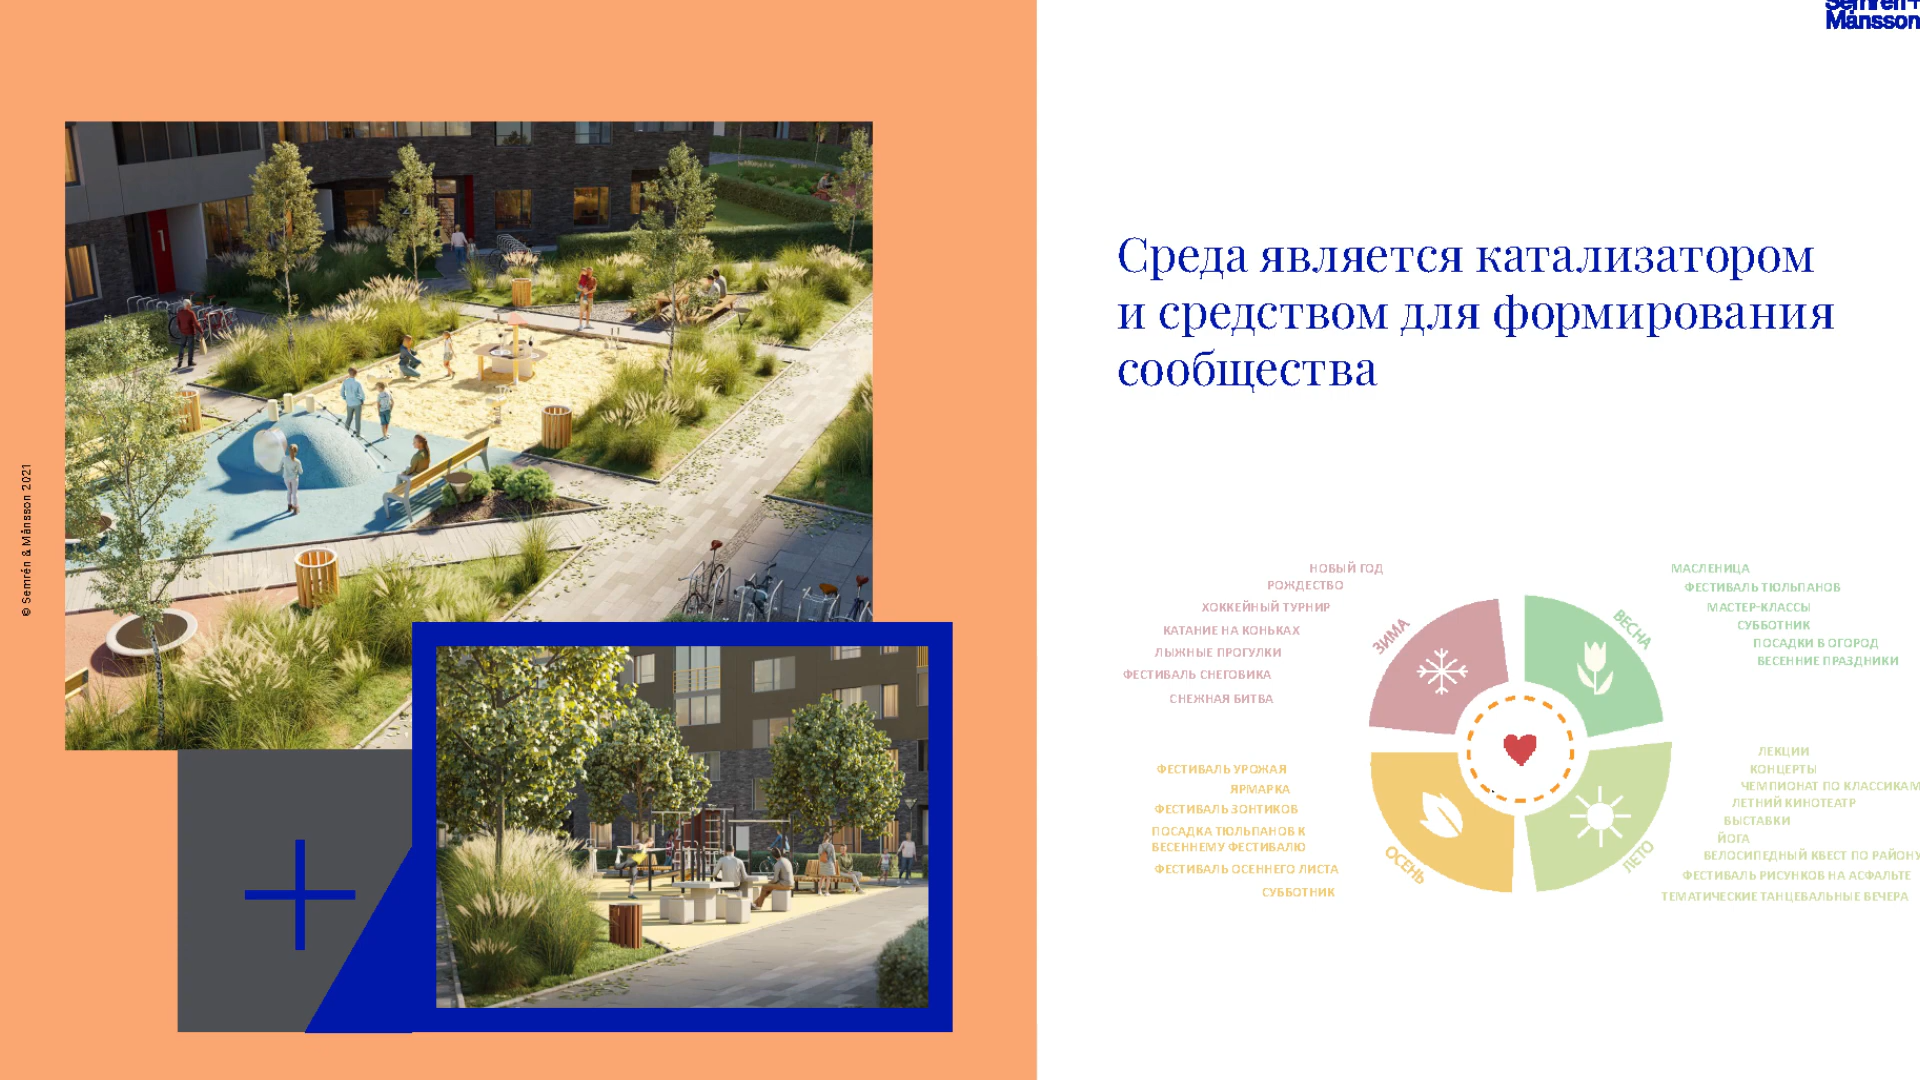 Semrén+
Månsson
© Semrén & Månsson 2021
1
Среда является катализатором
и средством для формирования
сообщества
НОВЫЙ ГОД
РОЖДЕСТВО
ХОККЕЙНЫЙ ТУРНИР
КАТАНИЕ НА КОНЬКАХ
ЛЫЖНЫЕ ПРОГУЛКИ
ФЕСТИВАЛЬ СНЕГОВИКА
СНЕЖНАЯ БИТВА
ЗИМА
МАСЛЕНИЦА
ФЕСТИВАЛЬ ТЮЛЬПАНОВ
МАСТЕР-КЛАССЫ
СУББОТНИК
ПОСАДКИ В ОГОРОД
ВЕСЕННИЕ ПРАЗДНИКИ
ВЕСНА
ФЕСТИВАЛЬ УРОЖАЯ
ЯРМАРКА
ФЕСТИВАЛЬ ЗОНТИКОВ
ПОСАДКА ТЮЛЬПАНОВ К
ВЕСЕННЕМУ ФЕСТИВАЛЮ
ФЕСТИВАЛЬ ОСЕННЕГО ЛИСТА
СУББОТНИК
ОСЕНЬ
ЛЕКЦИИ
КОНЦЕРТЫ
ЧЕМПИОНАТ ПО КЛАССИКАМ
ЛЕТНИЙ КИНОТЕАТР
ВЫСТАВКИ
ЙОГА
ВЕЛОСИПЕДНЫЙ КВЕСТ ПО РАЙОНУ
ФЕСТИВАЛЬ РИСУНКОВ НА АСФАЛЬТЕ
ТЕМАТИЧЕСКИЕ ТАНЦЕВАЛЬНЫЕ ВЕЧЕРА
ЛЕТО